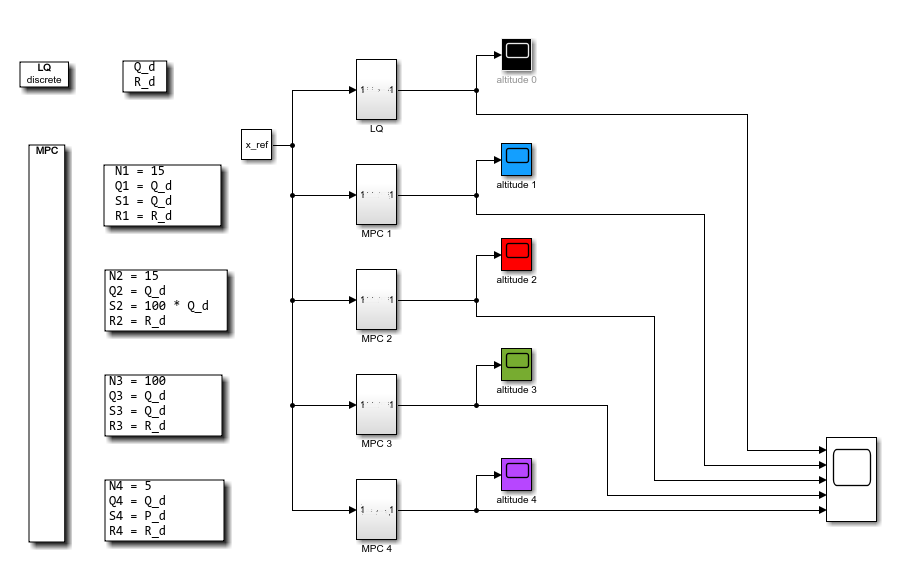 LQ
discrete
Q_d
R_d
MPC
N1 = 15
Q1 = Q_d
S1 = Q_d
R1 = R_d
N2 = 15
Q2 = Q_d
S2 = 100 * Q_d
R2 = R_d
N3 = 100
Q3 = Q_d
S3 = Q_d
R3 = R_d
N4 = 5
Q4 = Q_d
S4 = P_d
R4 = R_d
x_ref
LQ
altitude 0
MPC 1
altitude 1
MPC 2
altitude 2
MPC 3
altitude 3
MPC 4
altitude 4